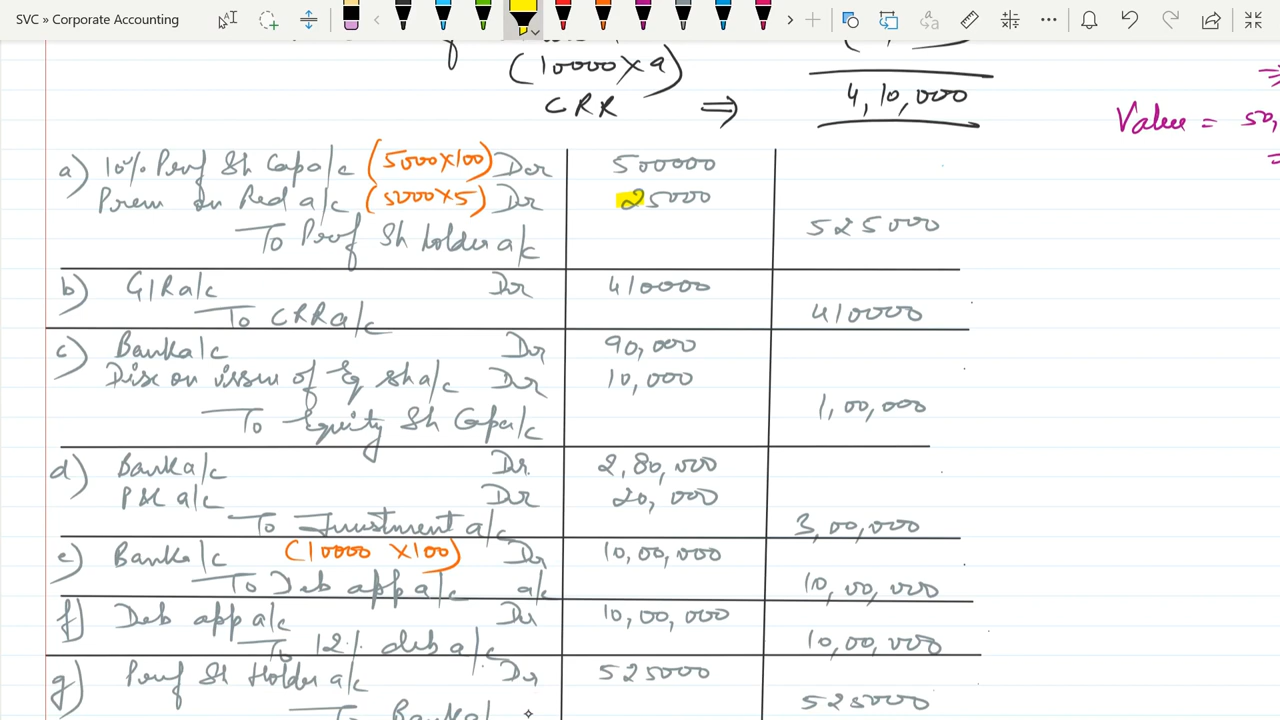 SVC » Corporate Accounting
(10000 × 9)
CRR ⇒ 4,10,000
Value = 50,
a) 10% Pref Sh Cap a/c (5000×100) Dr 500000
Prem on Red a/c (5000×5) Dr 25000
To Pref Sh holder a/c 525000
b) G/R a/c Dr 410000
To CRR a/c 410000
c) Bank a/c Dr 90,000
Disc on issue of Eq sh a/c Dr 10,000
To Equity Sh Cap a/c 1,00,000
d) Bank a/c Dr. 2,80,000
P&L a/c Dr 20,000
To Investment a/c 3,00,000
e) Bank a/c (10000 ×100) Dr 10,00,000
To Deb app a/c a/c 10,00,000
f) Deb app a/c Dr 10,00,000
To 12% deb a/c 10,00,000
g) Pref Sh Holder a/c Dr 525000
To Bank a/ 525000